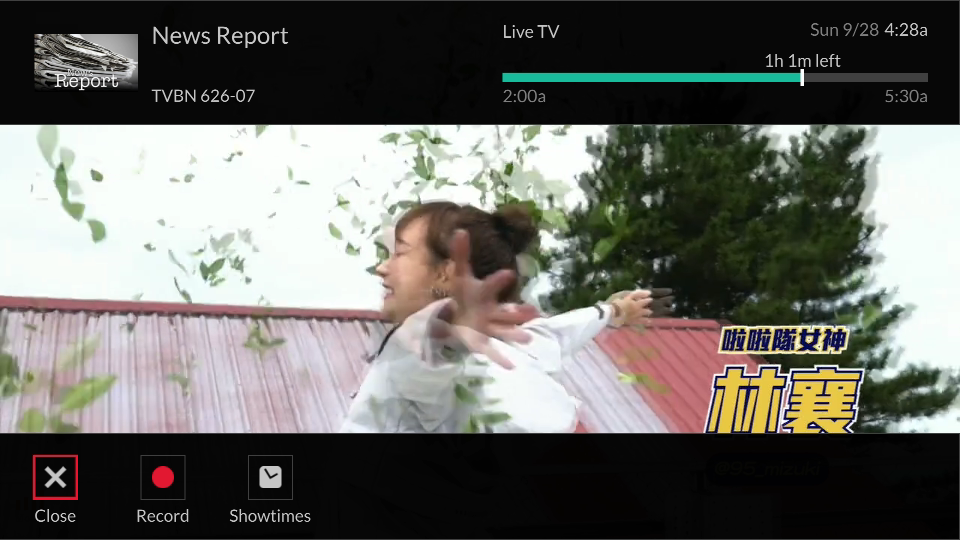 News Report
Report
TVBN 626-07
Live TV
Sun 9/28 4:28a
1h 1m left
2:00a
5:30a
啦啦隊女神
林襄
Close
Record
Showtimes